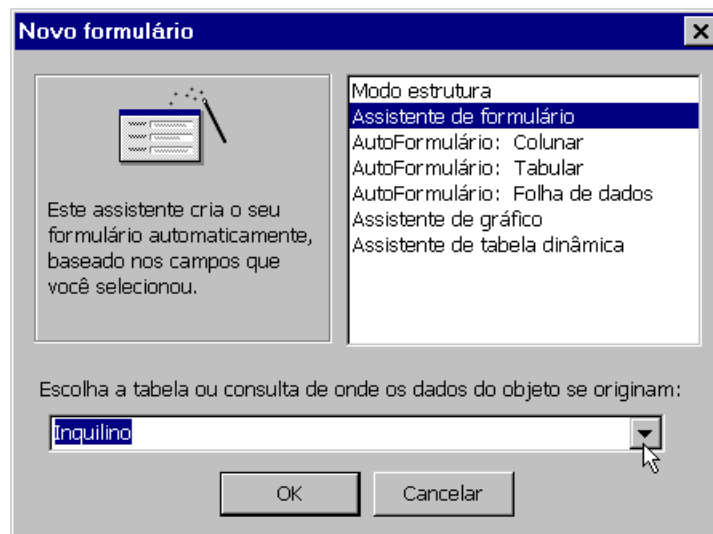 Novo formulário
Este assistente cria o seu
formulário automaticamente,
baseado nos campos que
você selecionou.
Modo estrutura
Assistente de formulário
AutoFormulário: Colunar
AutoFormulário: Tabular
AutoFormulário: Folha de dados
Assistente de gráfico
Assistente de tabela dinâmica
Escolha a tabela ou consulta de onde os dados do objeto se originam:
Inquilino
OK
Cancelar